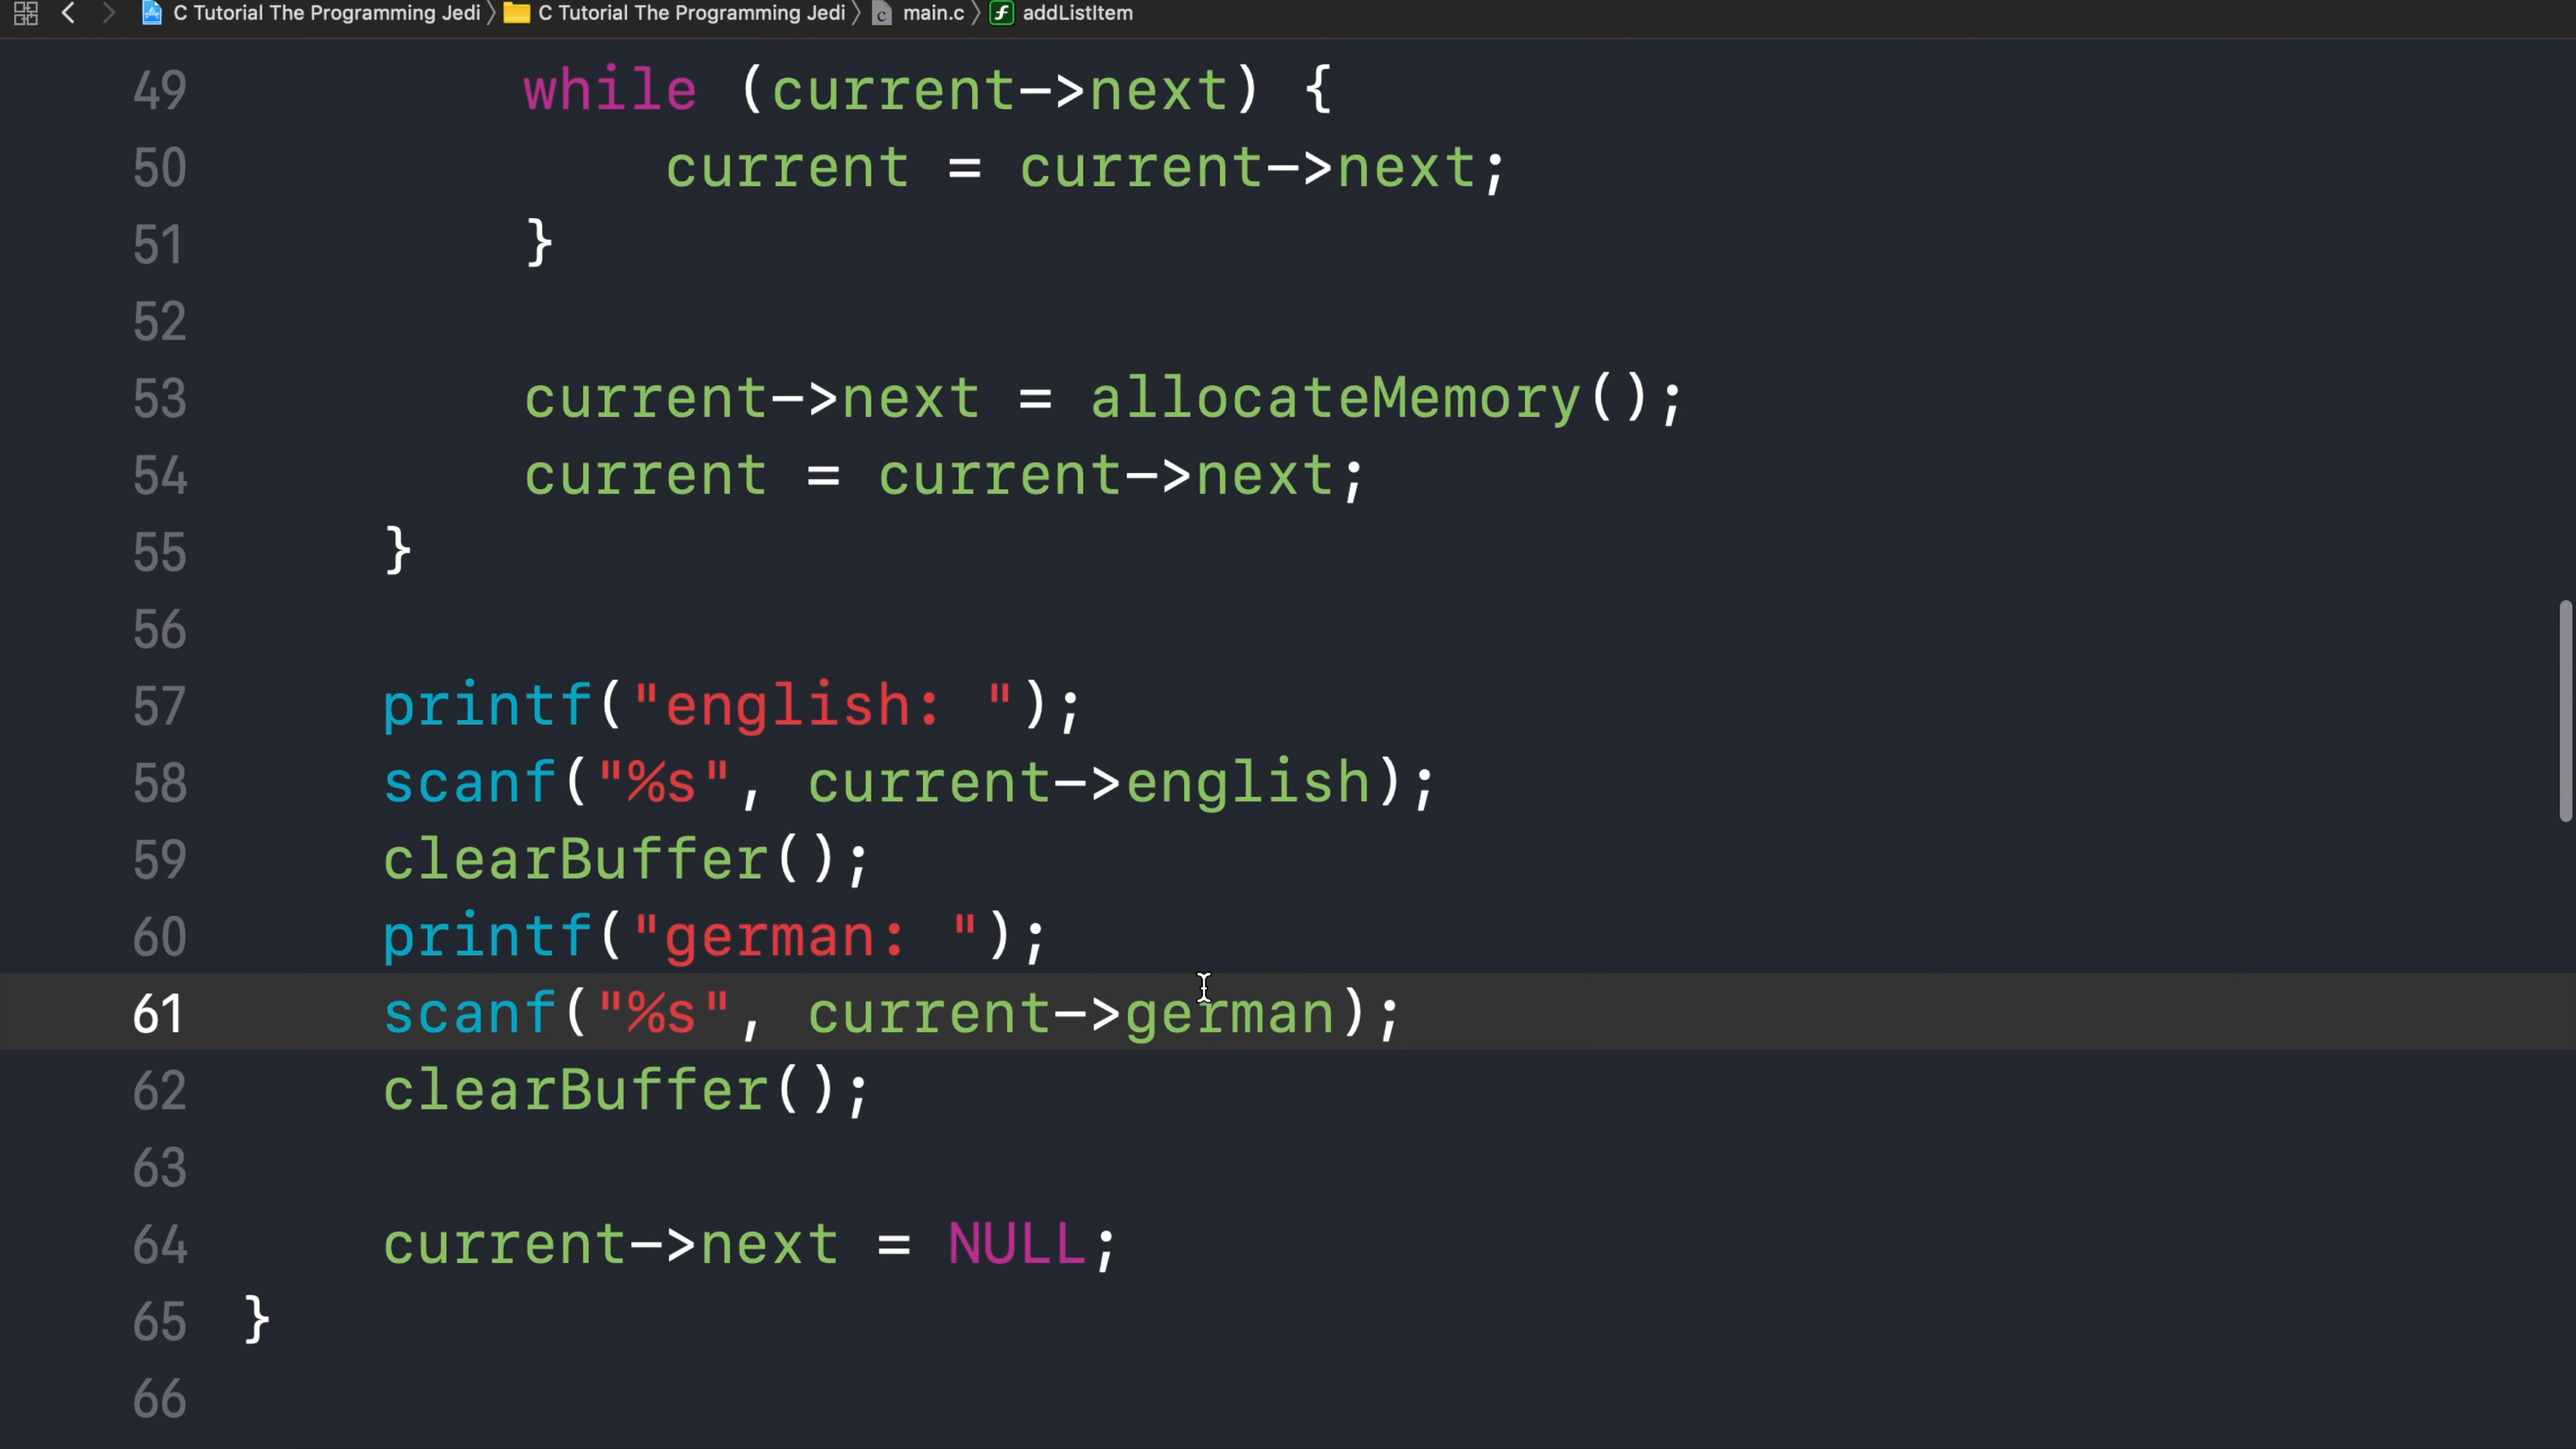 C Tutorial The Programming Jedi 〉 C Tutorial The Programming Jedi 〉 main.c 〉 addListItem
49 while (current->next) {
50 current = current->next;
51 }
52
53 current->next = allocateMemory();
54 current = current->next;
55 }
56
57 printf("english: ");
58 scanf("%s", current->english);
59 clearBuffer();
60 printf("german: ");
61 scanf("%s", current->german);
62 clearBuffer();
63
64 current->next = NULL;
65 }
66